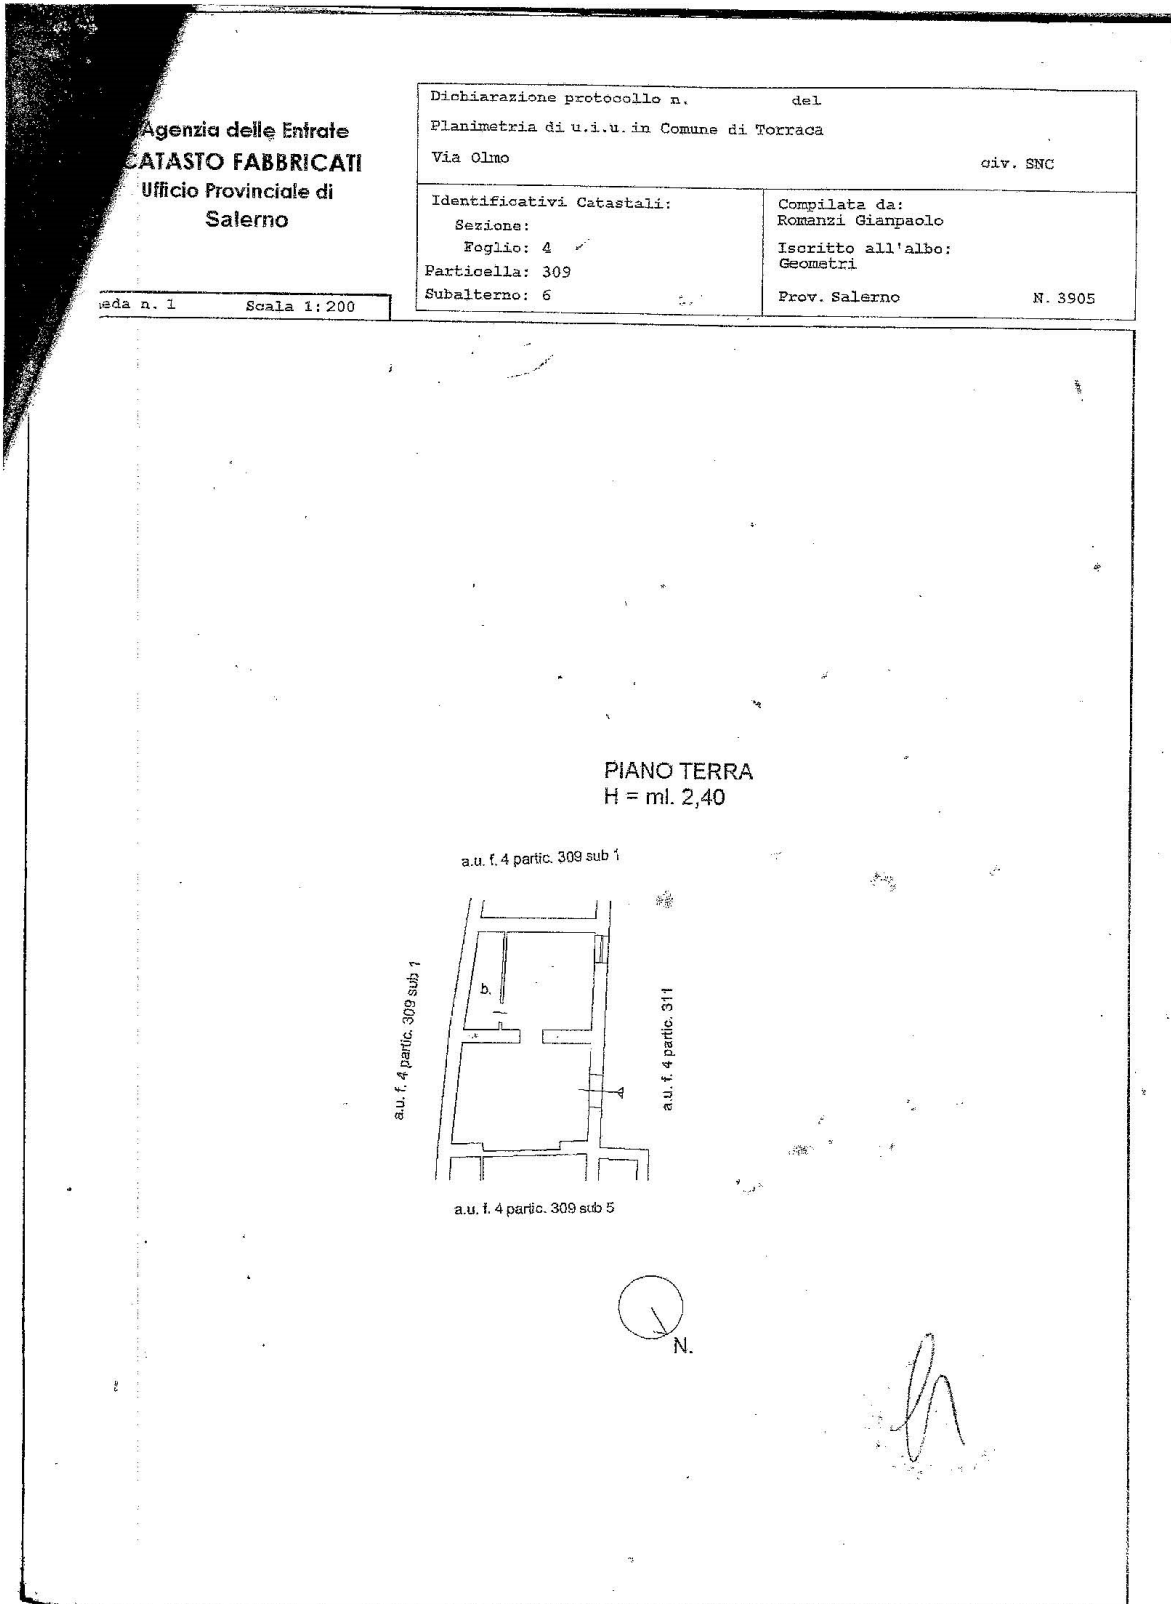 Agenzia delle Entrate
CATASTO FABBRICATI
Ufficio Provinciale di
Salerno
Dichiarazione protocollo n. del
Planimetria di u.i.u. in Comune di Torraca
Via Olmo civ. SNC
Identificativi Catastali:
Sezione:
Foglio: 4
Particella: 309
Subalterno: 6
Compilata da:
Romanzi Gianpaolo
Iscritto all'albo:
Geometri
Prov. Salerno N. 3905
eda n. 1 Scala 1:200
PIANO TERRA
H = ml. 2,40
a.u. f. 4 partic. 309 sub 1
a.u. f. 4 partic. 309 sub 1
b.
a.u. f. 4 partic. 311
a.u. f. 4 partic. 309 sub 5
N.